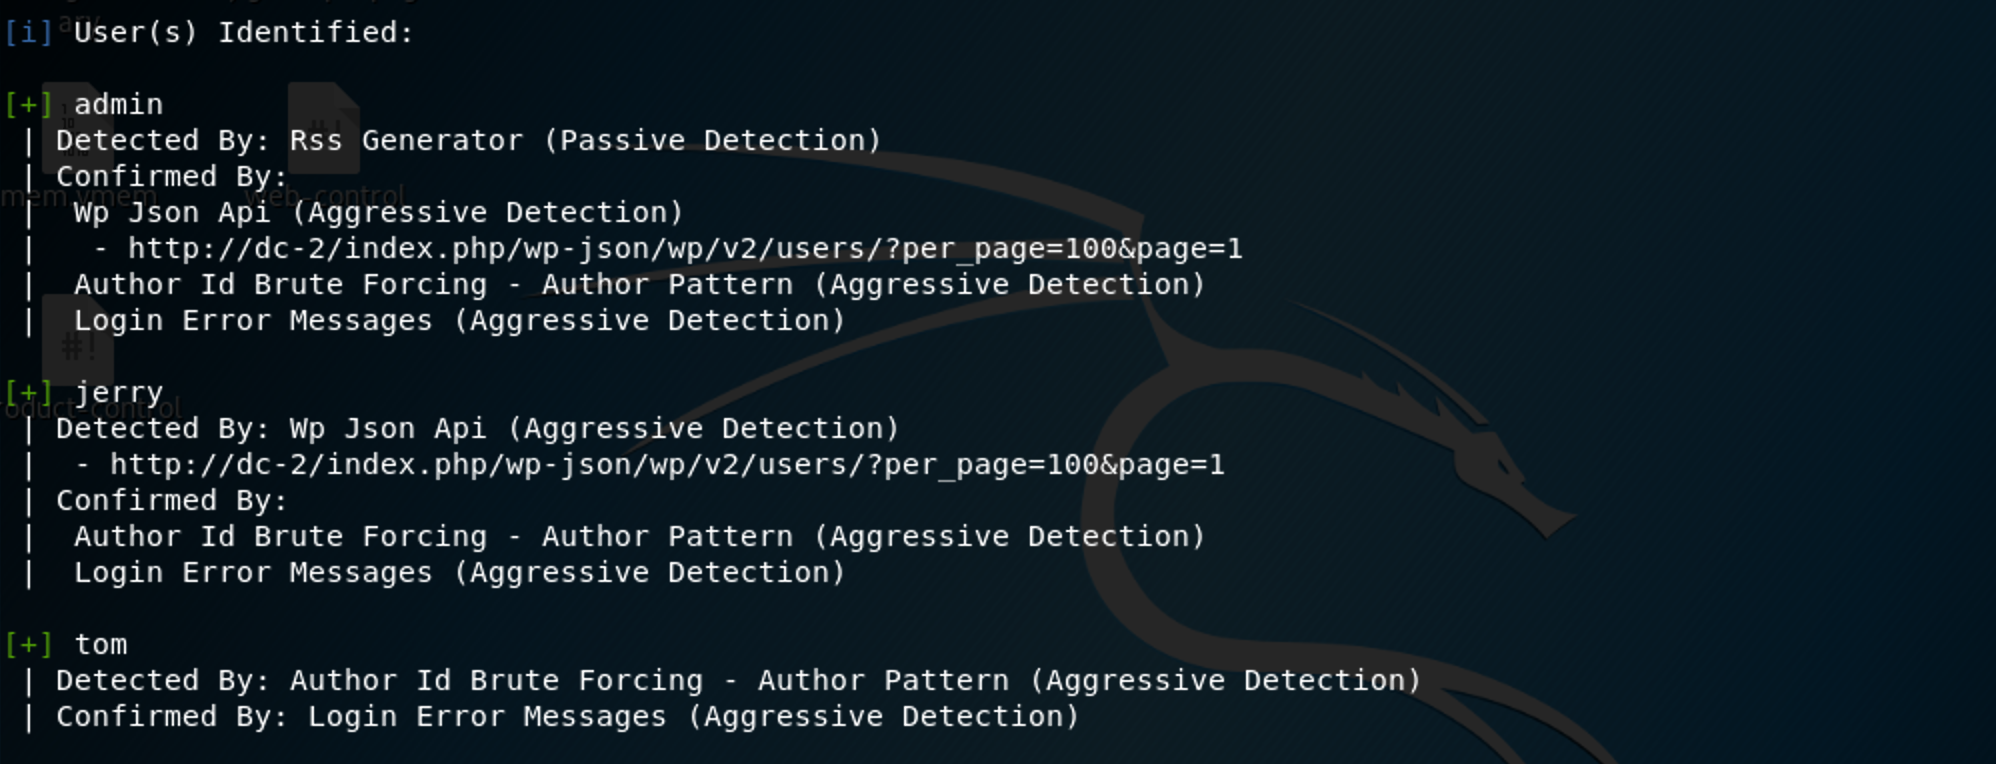 [i] User(s) Identified:
[+] admin
| Detected By: Rss Generator (Passive Detection)
| Confirmed By:
|  Wp Json Api (Aggressive Detection)
|   - http://dc-2/index.php/wp-json/wp/v2/users/?per_page=100&page=1
|  Author Id Brute Forcing - Author Pattern (Aggressive Detection)
|  Login Error Messages (Aggressive Detection)
[+] jerry
| Detected By: Wp Json Api (Aggressive Detection)
|  - http://dc-2/index.php/wp-json/wp/v2/users/?per_page=100&page=1
| Confirmed By:
|  Author Id Brute Forcing - Author Pattern (Aggressive Detection)
|  Login Error Messages (Aggressive Detection)
[+] tom
| Detected By: Author Id Brute Forcing - Author Pattern (Aggressive Detection)
| Confirmed By: Login Error Messages (Aggressive Detection)